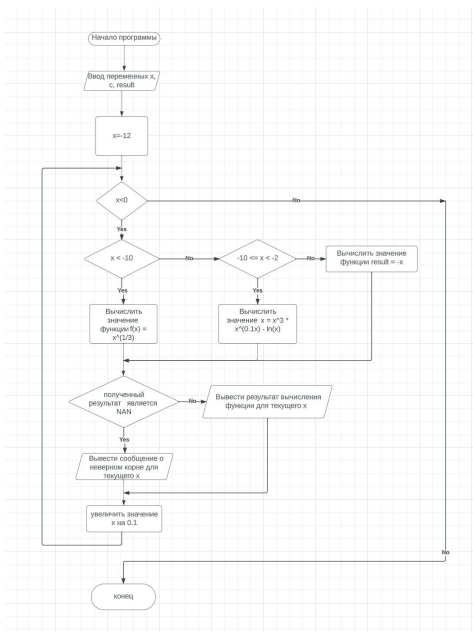 Начало программы
Ввод переменных x,
c, result
x=-12
x<0
No
Yes
x < -10
No
-10 <= x < -2
No
Вычислить значение
функции result = -x
Yes
Yes
Вычислить
значение
функции f(x) =
x^(1/3)
Вычислить
значение x = x^3 *
x^(0.1x) - ln(x)
полученный
результат является
NAN
No
Вывести результат вычисления
функции для текущего x
Yes
Вывести сообщение о
неверном корне для
текущего x
увеличить значение
x на 0.1
No
конец